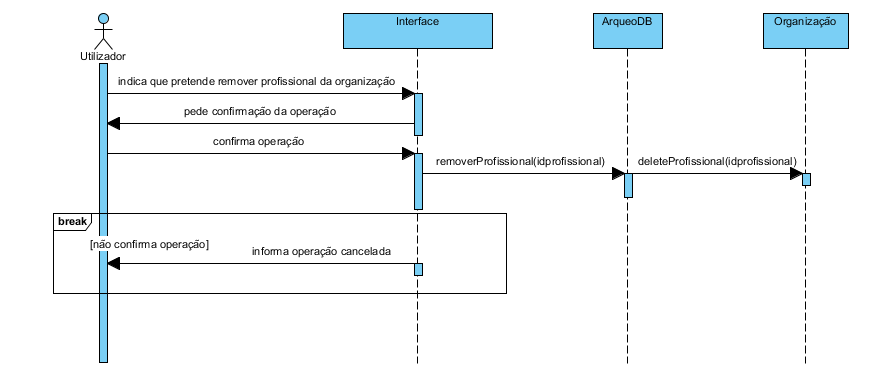 Utilizador
Interface
ArqueoDB
Organização
indica que pretende remover profissional da organização
pede confirmação da operação
confirma operação
removerProfissional(idprofissional)
deleteProfissional(idprofissional)
break
[não confirma operação]
informa operação cancelada